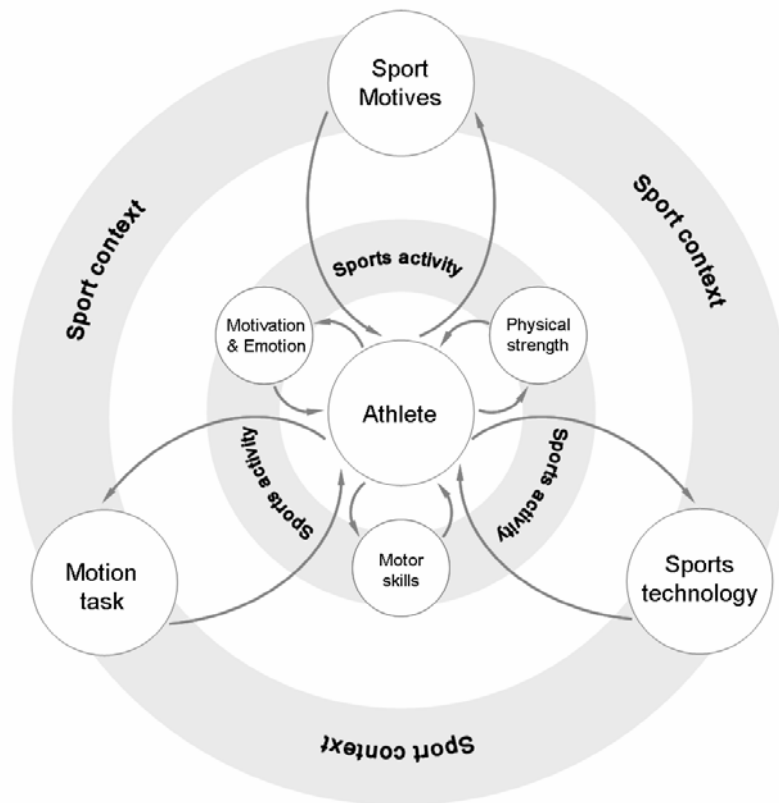 Sport
Motives
Sport context
Sport context
Sports activity
Motivation
& Emotion
Physical
strength
Athlete
Sports activity
Sports activity
Motor
skills
Motion
task
Sports
technology
Sport context